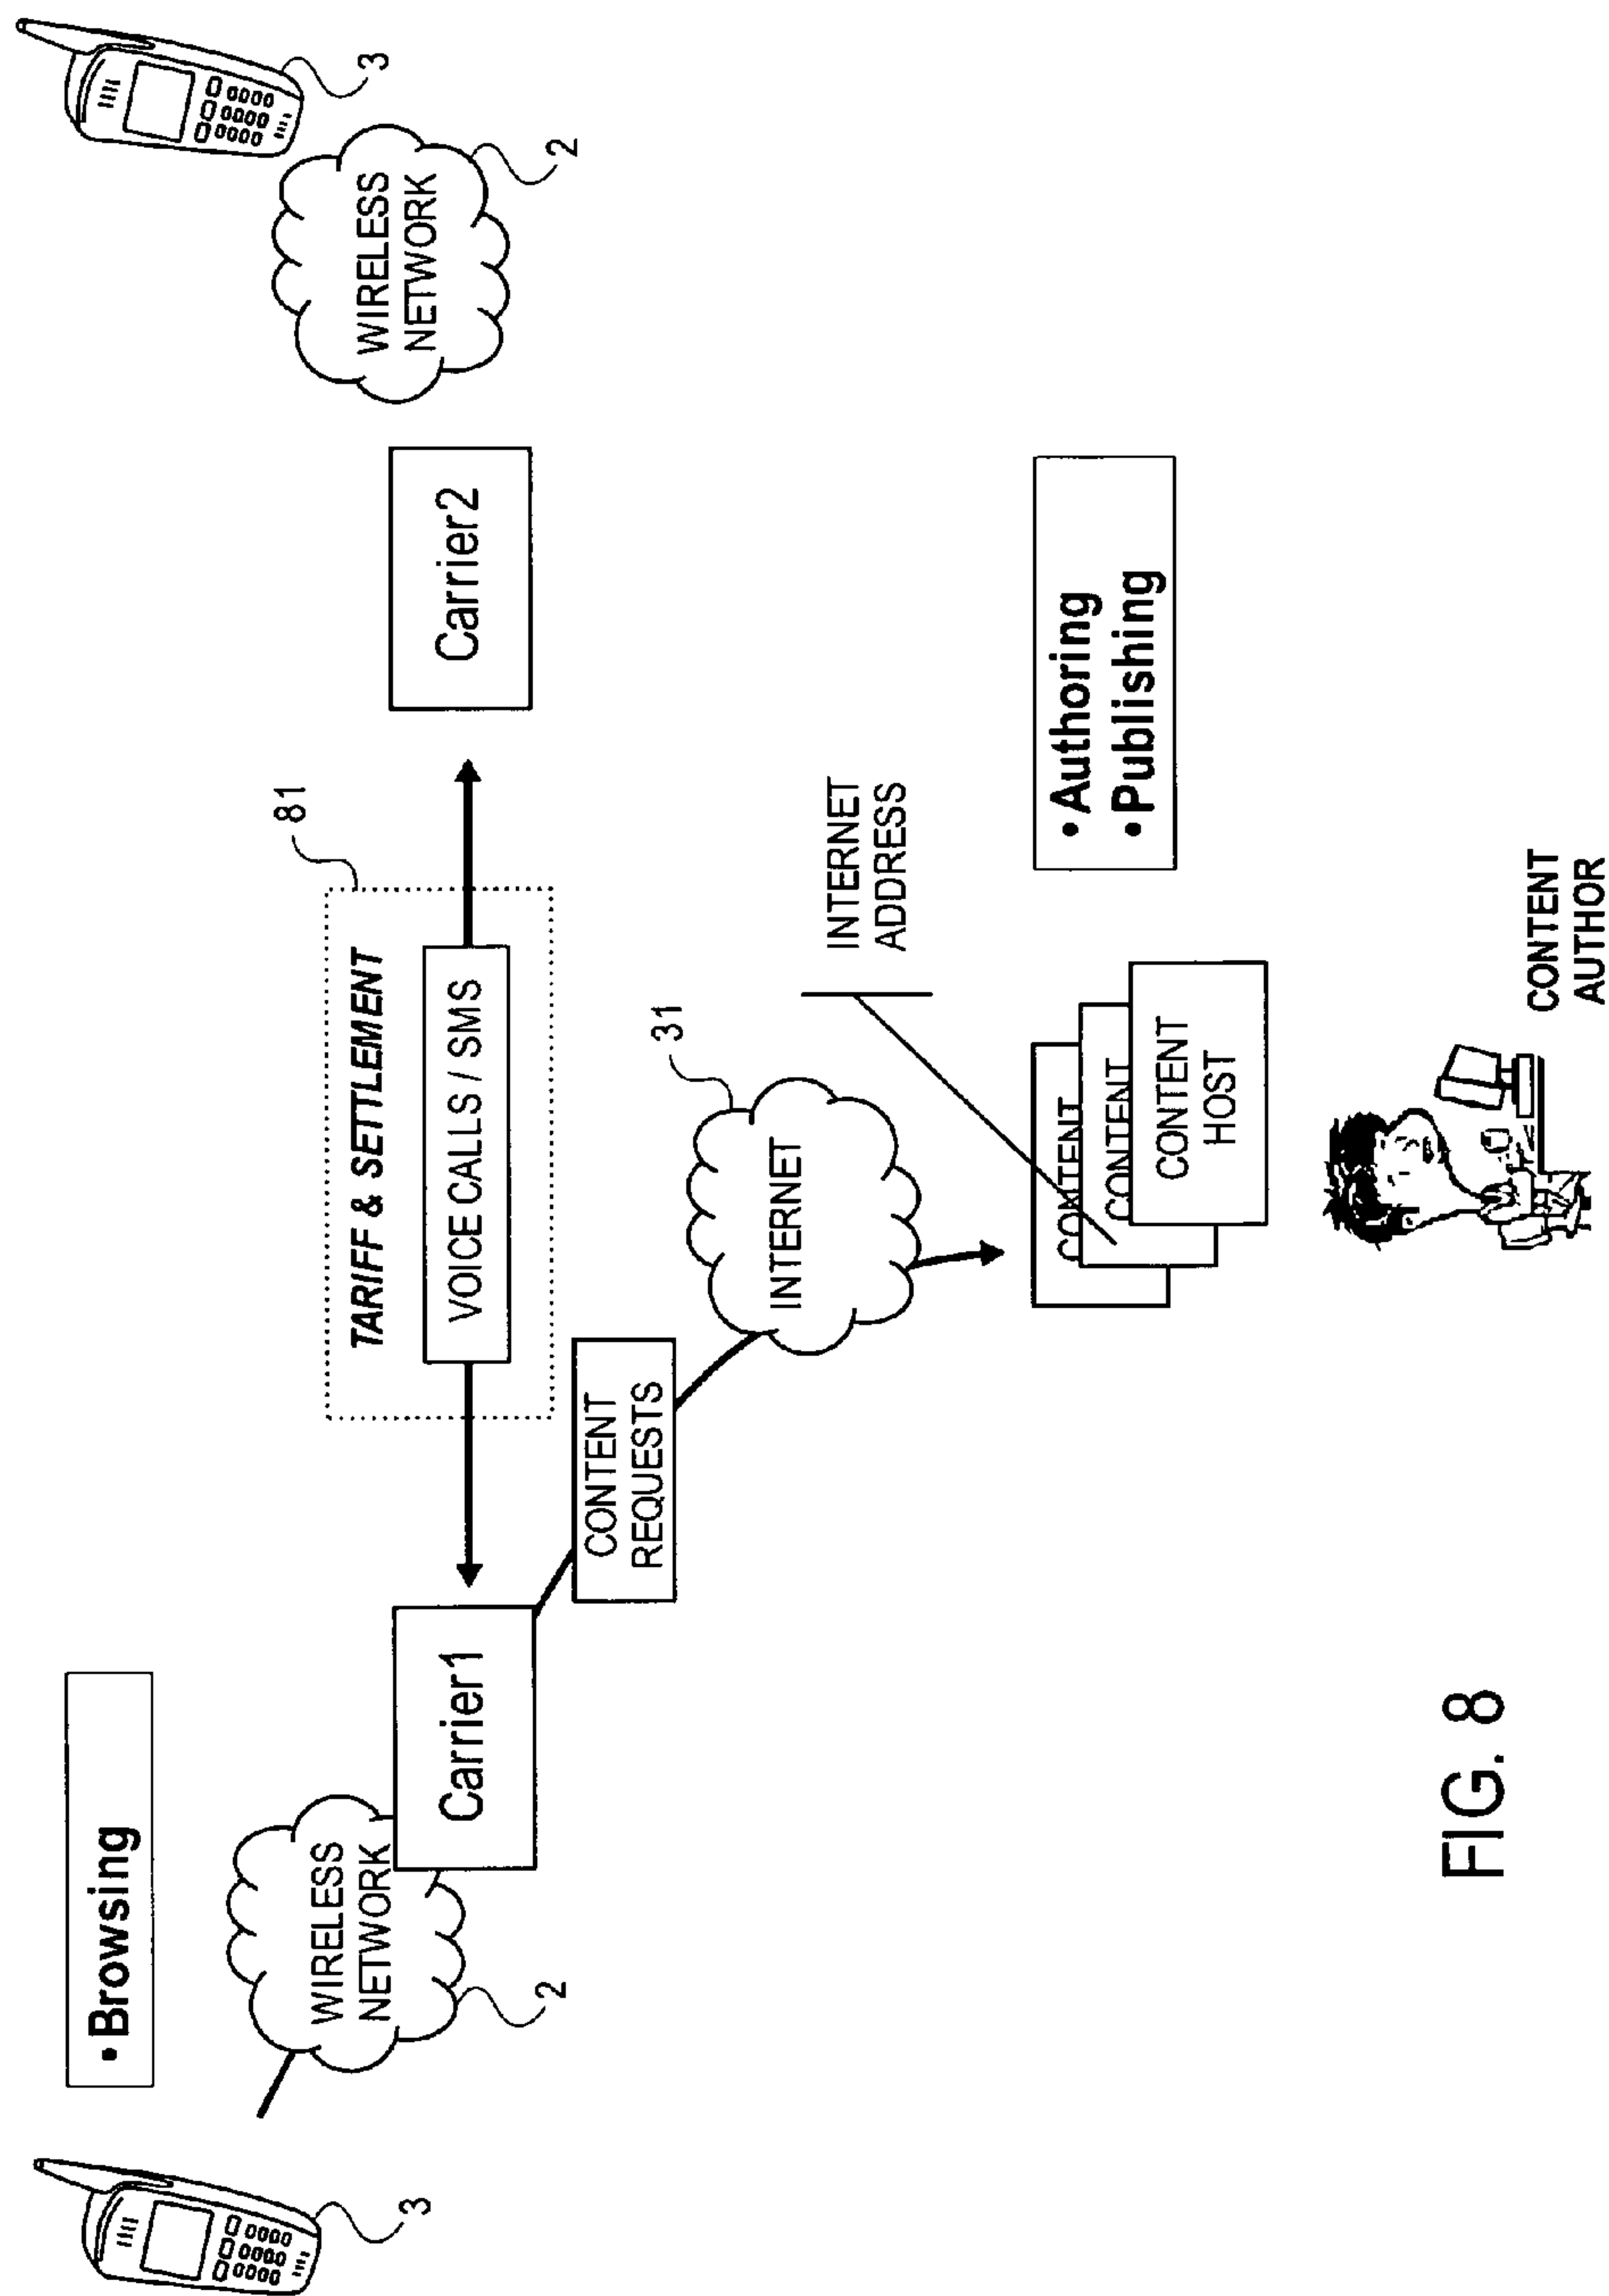 • Browsing
3
WIRELESS
NETWORK
2
Carrier1
TARIFF & SETTLEMENT
81
VOICE CALLS / SMS
Carrier2
WIRELESS
NETWORK
2
3
CONTENT
REQUESTS
INTERNET
31
INTERNET
ADDRESS
CONTENT
CONTENT
CONTENT
HOST
• Authoring
• Publishing
CONTENT
AUTHOR
FIG. 8